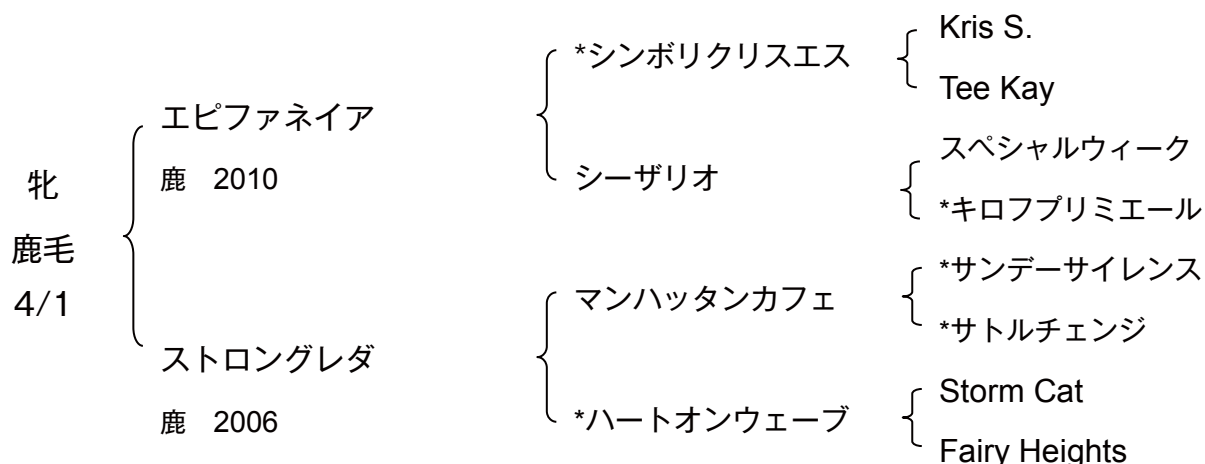 牝
鹿毛
4/1
エピファネイア
鹿 2010
ストロングレダ
鹿 2006
*シンボリクリスエス
シーザリオ
マンハッタンカフェ
*ハートオンウェーブ
Kris S.
Tee Kay
スペシャルウィーク
*キロフプリミエール
*サンデーサイレンス
*サトルチェンジ
Storm Cat
Fairy Heights